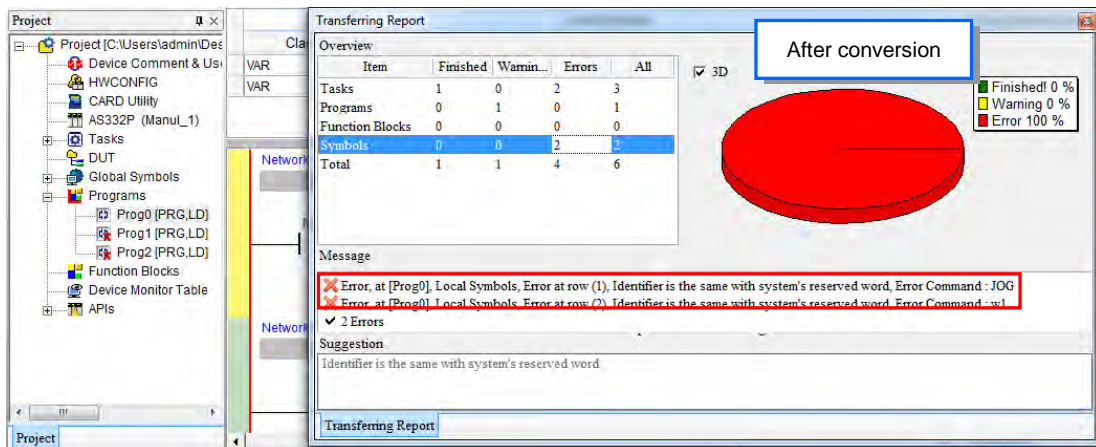 Project
Project [C:\Users\admin\Des
Device Comment & Us
HWCONFIG
CARD Utility
AS332P (Manul_1)
Tasks
DUT
Global Symbols
Programs
Prog0 [PRG,LD]
Prog1 [PRG,LD]
Prog2 [PRG,LD]
Function Blocks
Device Monitor Table
APIs
Project
Cla
VAR
VAR
Network
Network
Transferring Report
Overview
Item Finished Warnin... Errors All
Tasks 1 0 2 3
Programs 0 1 0 1
Function Blocks 0 0 0 0
Symbols 0 0 2 2
Total 1 1 4 6
3D
After conversion
Finished! 0 %
Warning 0 %
Error 100 %
Message
Error, at [Prog0], Local Symbols, Error at row (1), Identifier is the same with system's reserved word, Error Command : JOG
Error, at [Prog0], Local Symbols, Error at row (2), Identifier is the same with system's reserved word, Error Command : w1
2 Errors
Suggestion
Identifier is the same with system's reserved word
Transferring Report